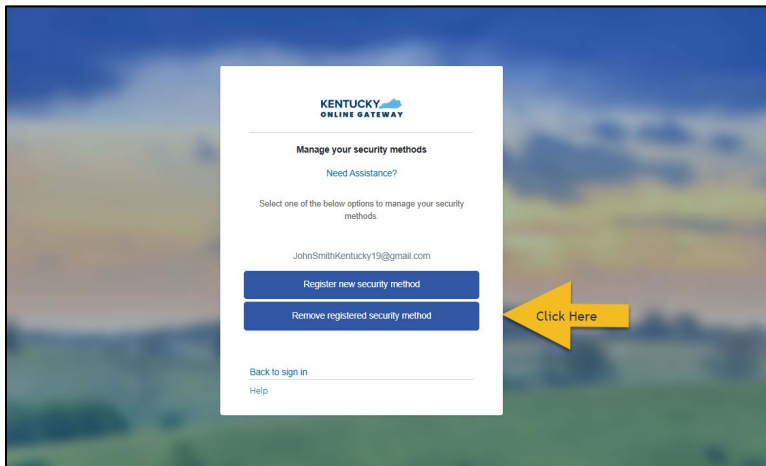 KENTUCKY
ONLINE GATEWAY
Manage your security methods
Need Assistance?
Select one of the below options to manage your security
methods.
JohnSmithKentucky19@gmail.com
Register new security method
Remove registered security method
Click Here
Back to sign in
Help